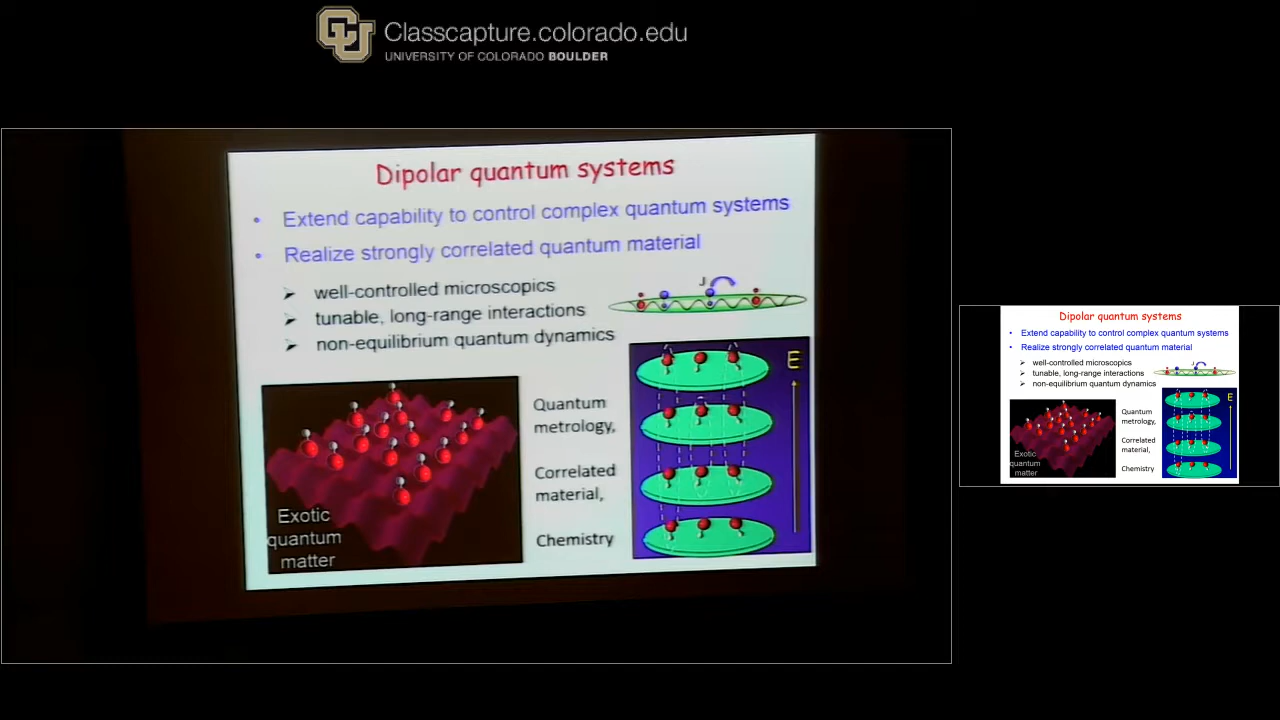 Classcapture.colorado.edu
UNIVERSITY OF COLORADO BOULDER
Dipolar quantum systems
• Extend capability to control complex quantum systems
• Realize strongly correlated quantum material
➢ well-controlled microscopics
➢ tunable, long-range interactions
➢ non-equilibrium quantum dynamics
J
E
Quantum
metrology,
Correlated
material,
Chemistry
Exotic
quantum
matter
Dipolar quantum systems
• Extend capability to control complex quantum systems
• Realize strongly correlated quantum material
➢ well-controlled microscopics
➢ tunable, long-range interactions
➢ non-equilibrium quantum dynamics
E
Quantum
metrology,
Correlated
material,
Chemistry
Exotic
quantum
matter